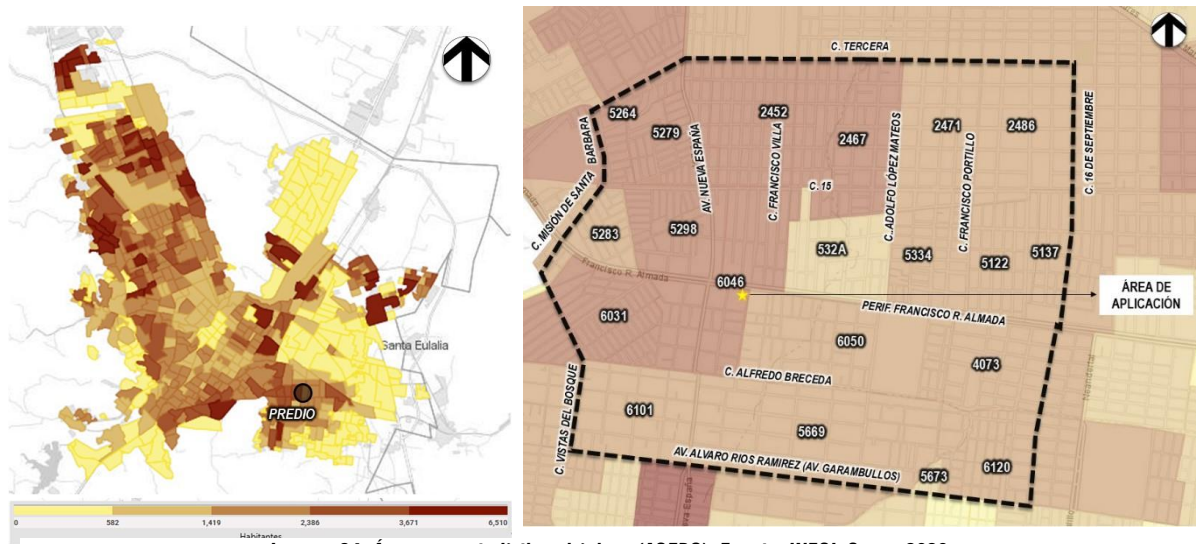 Santa Eulalia
PREDIO
0 582 1,419 2,386 3,671 6,510
Habitantes
C. TERCERA
C. MISIÓN DE SANTA BARBARA
5264
5279
AV. NUEVA ESPAÑA
2452
C. FRANCISCO VILLA
2467
C. ADOLFO LÓPEZ MATEOS
2471
C. FRANCISCO PORTILLO
2486
C. 16 DE SEPTIEMBRE
C. 15
5283
5298
532A
5334
5122
5137
Francisco R. Almada
6046
ÁREA DE
APLICACIÓN
PERIF. FRANCISCO R. ALMADA
6031
6050
4073
C. ALFREDO BRECEDA
C. VISTAS DEL BOSQUE
6101
5669
AV. ALVARO RIOS RAMIREZ (AV. GARAMBULLOS)
5673
6120
Neandertal